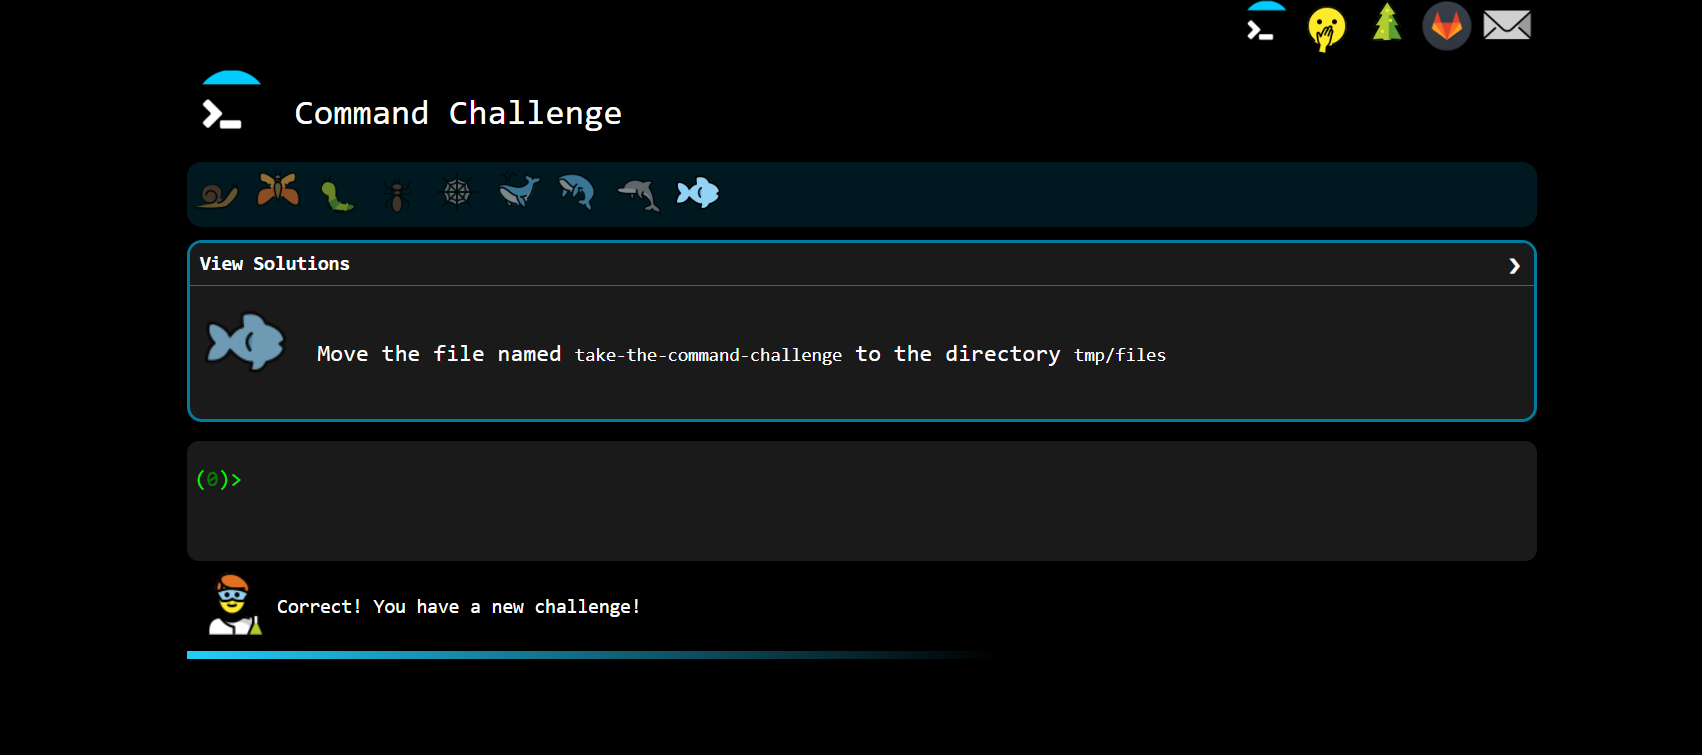 Command Challenge
View Solutions
Move the file named take-the-command-challenge to the directory tmp/files
(0)>
Correct! You have a new challenge!